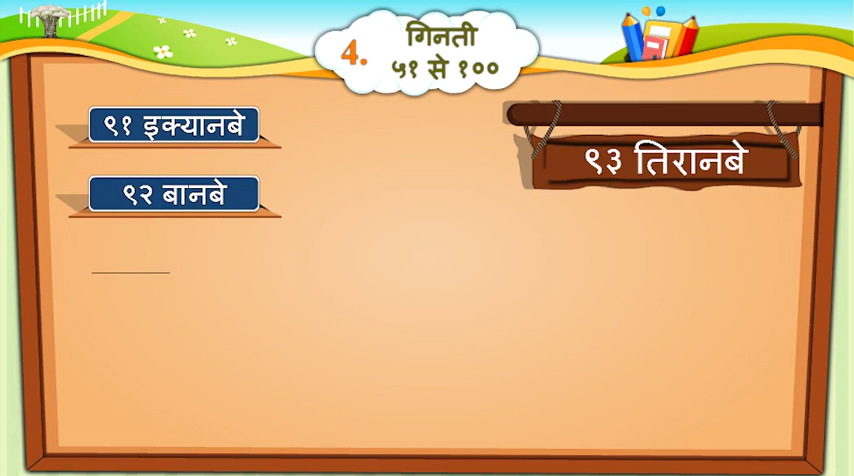 4.
गिनती
५१ से १००
९१ इक्यानबे
९२ बानबे
९३ तिरानबे